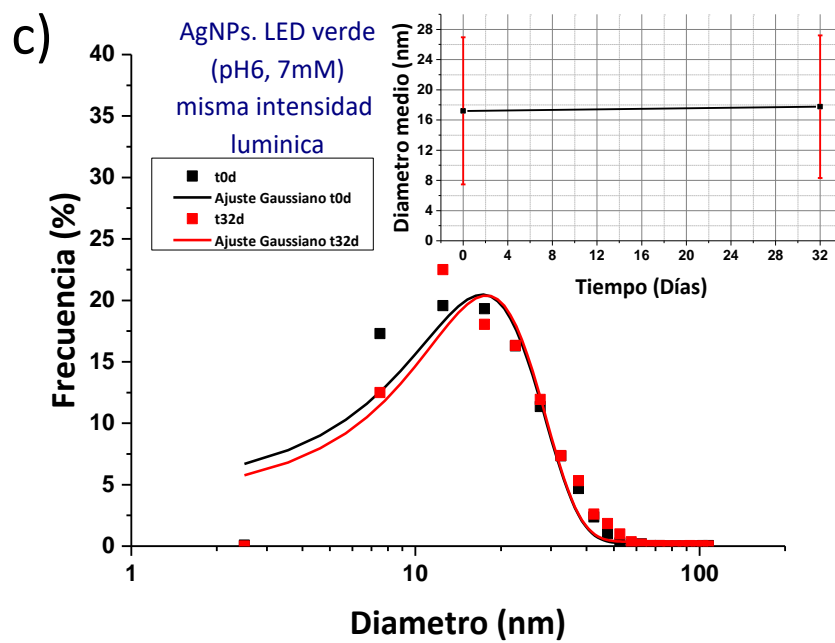 c)
AgNPs. LED verde
(pH6, 7mM)
misma intensidad
luminica
t0d
Ajuste Gaussiano t0d
t32d
Ajuste Gaussiano t32d
Frecuencia (%)
40
35
30
25
20
15
10
5
0
1
10
100
Diametro (nm)
Diametro medio (nm)
28
24
20
16
12
8
4
0
0
4
8
12
16
20
24
28
32
Tiempo (Días)